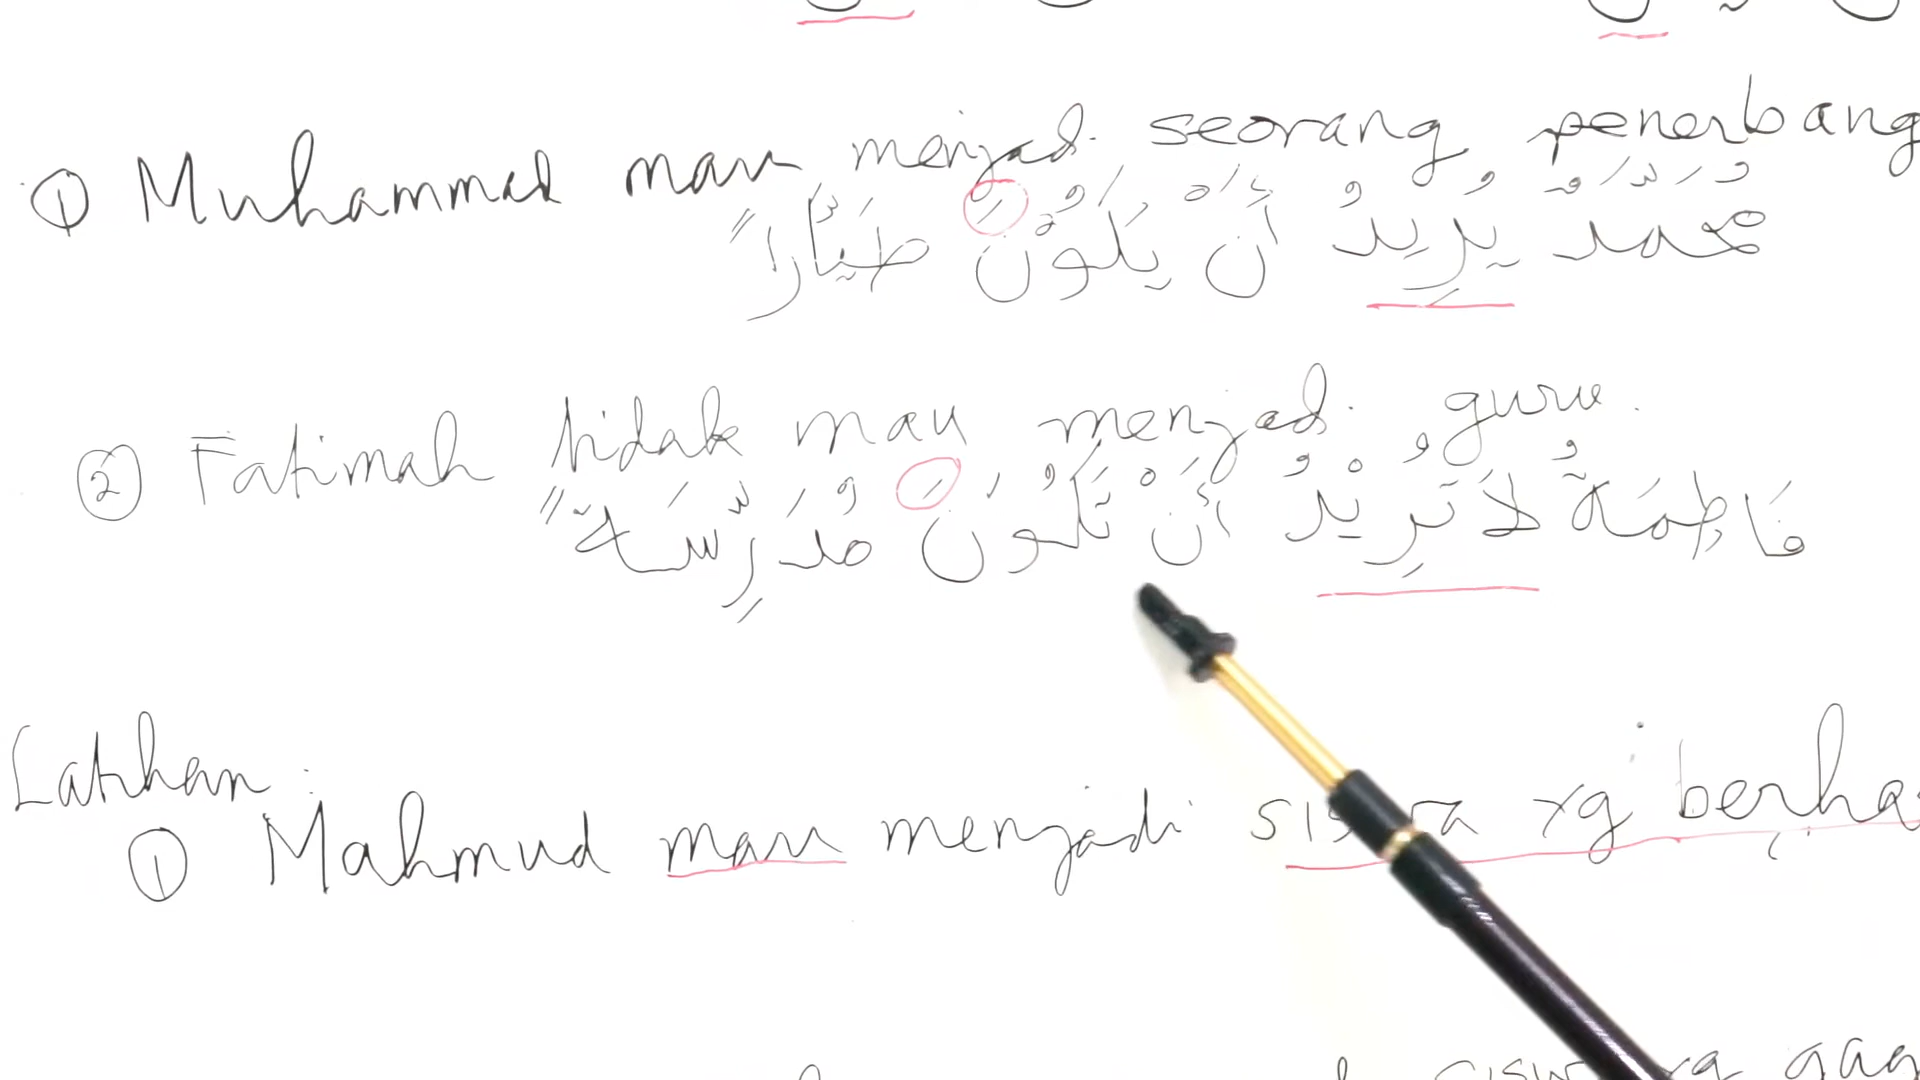 ① Muhammad mau menjadi seorang penerbang
مُحَمَّدٌ يُرِيدُ أَنْ يَكُوْنَ طَيَّارًا
② Fatimah tidak mau menjadi guru.
فَاطِمَةُ لَا تُرِيْدُ أَنْ تَكُوْنَ مُدَرِّسَةً
Latihan :
① Mahmud mau menjadi siswa yg berha